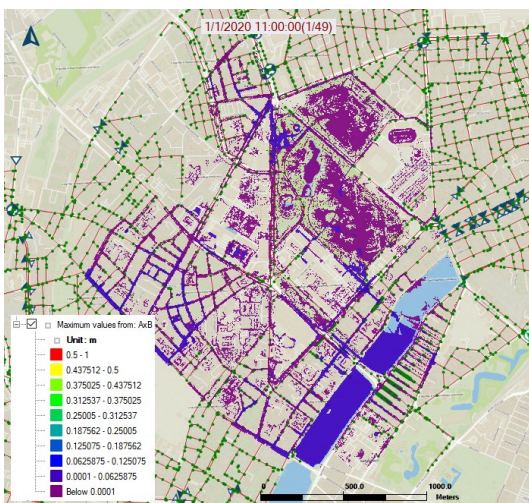 1/1/2020 11:00:00(1/49)
Maximum values from: AxB
Unit: m
0.5 - 1
0.437512 - 0.5
0.375025 - 0.437512
0.312537 - 0.375025
0.25005 - 0.312537
0.187562 - 0.25005
0.125075 - 0.187562
0.0625875 - 0.125075
0.0001 - 0.0625875
Below 0.0001
0.0 500.0 1000.0
Meters